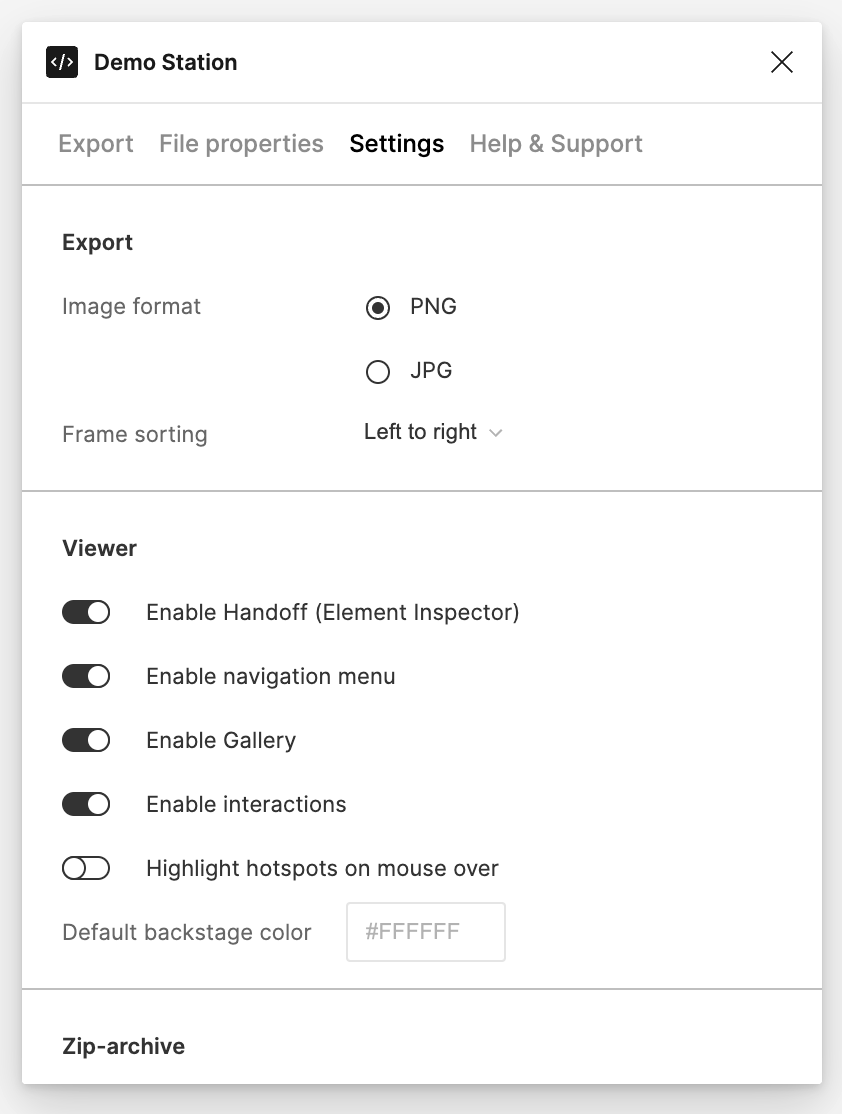 </> Demo Station
Export File properties Settings Help & Support
Export
Image format PNG
JPG
Frame sorting Left to right
Viewer
Enable Handoff (Element Inspector)
Enable navigation menu
Enable Gallery
Enable interactions
Highlight hotspots on mouse over
Default backstage color #FFFFFF
Zip-archive